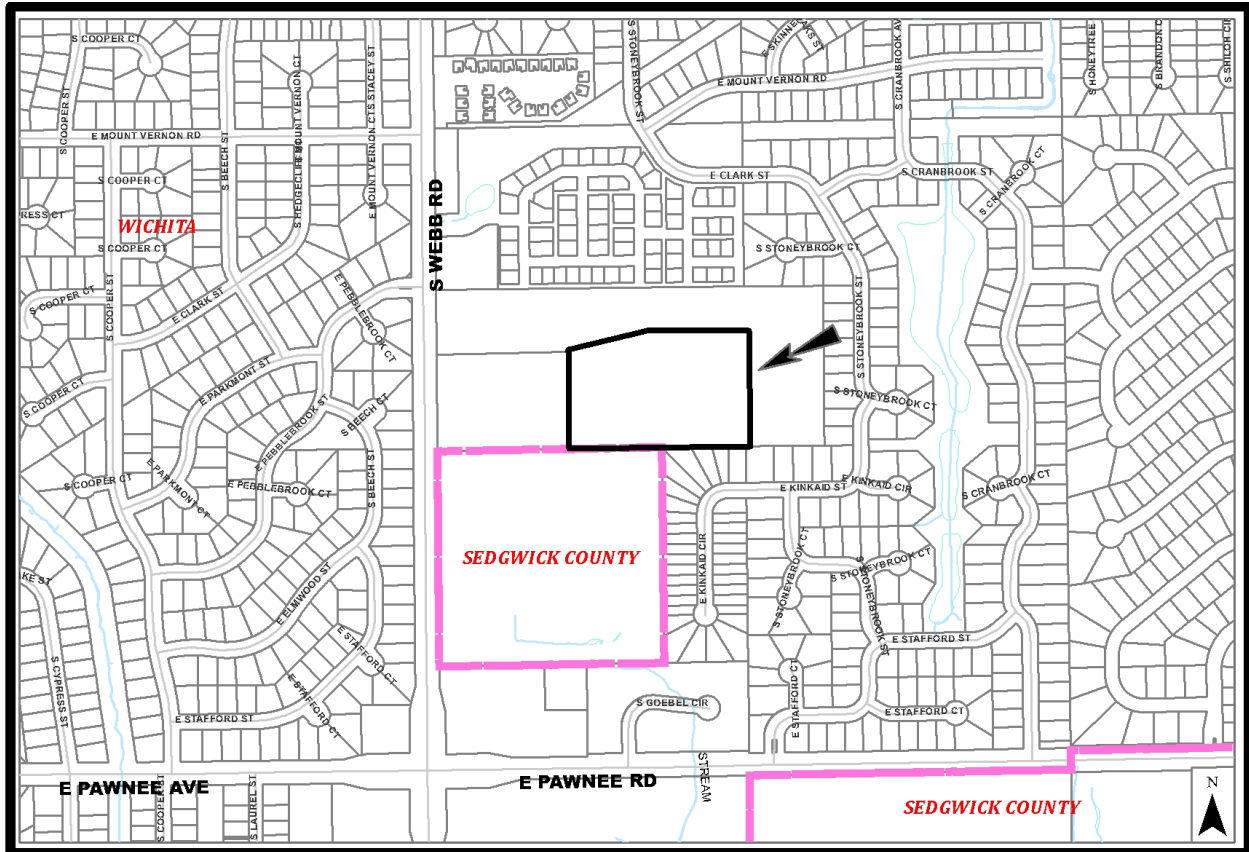 S COOPER CT
S COOPER ST
E MOUNT VERNON RD
S COOPER CT
RESS CT
WICHITA
S COOPER CT
S COOPER CT
S COOPER ST
S COOPER CT
S COOPER CT
S BEECH ST
S HEDGECLIFF
E MOUNT VERNON CT
E MOUNT VERNON CT
S STACEY ST
E CLARK ST
E PEBBLEBROOK CT
E PARKMONT ST
E PEBBLEBROOK ST
S BEECH CT
E PARKMONT CT
E PEBBLEBROOK CT
S BEECH ST
E ELMWOOD ST
E STAFFORD CT
E STAFFORD CT
E STAFFORD ST
KE ST
S CYPRESS ST
E PAWNEE AVE
S COOPER ST
S LAUREL ST
S WEBB RD
S STONEYBROOK ST
E MOUNT VERNON RD
S CRANBROOK AV
S HONEYTREE
S BRANDON C
S SHILOH CIR
E CLARK ST
S CRANBROOK ST
S CRANBROOK CT
S STONEYBROOK CT
S STONEYBROOK ST
S STONEYBROOK CT
E KINKAID ST
E KINKAID CIR
S CRANBROOK CT
E KINKAID CIR
S STONEYBROOK CT
S STONEYBROOK CT
S STONEYBROOK ST
E STAFFORD ST
SEDGWICK COUNTY
S GOEBEL CIR
E STAFFORD CT
E STAFFORD CT
STREAM
E PAWNEE RD
SEDGWICK COUNTY
N